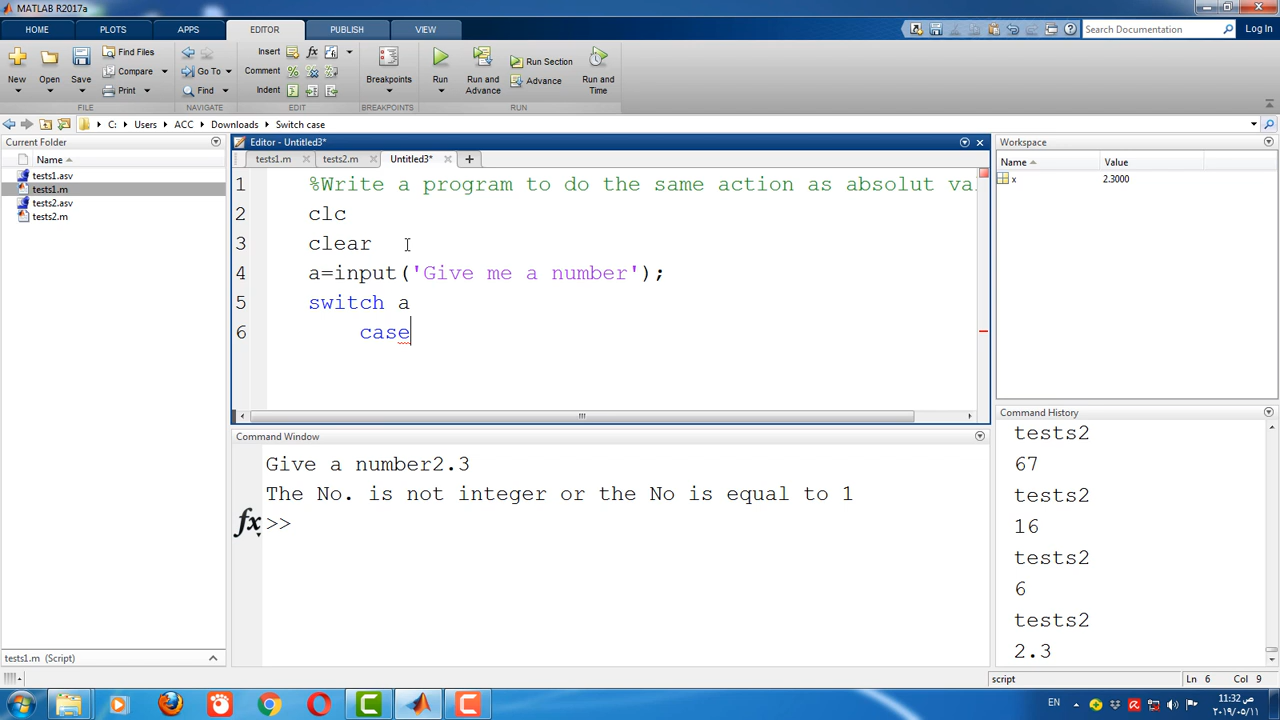 MATLAB R2017a
HOME PLOTS APPS EDITOR PUBLISH VIEW
Search Documentation Log In
New Open Save Find Files Compare Print
Go To Find
Insert fx
Comment %
Indent
Breakpoints
Run Run and Advance Run Section Advance Run and Time
FILE NAVIGATE EDIT BREAKPOINTS RUN
C: Users ACC Downloads Switch case
Current Folder
Name
tests1.asv
tests1.m
tests2.asv
tests2.m
tests1.m (Script)
Editor - Untitled3*
tests1.m tests2.m Untitled3*
1 %Write a program to do the same action as absolut va
2 clc
3 clear
4 a=input('Give me a number');
5 switch a
6 case
Command Window
Give a number2.3
The No. is not integer or the No is equal to 1
fx >>
Workspace
Name Value
x 2.3000
Command History
tests2
67
tests2
16
tests2
6
tests2
2.3
script Ln 6 Col 9
EN 11:32 ص
٢٠١٩/٠٥/١١